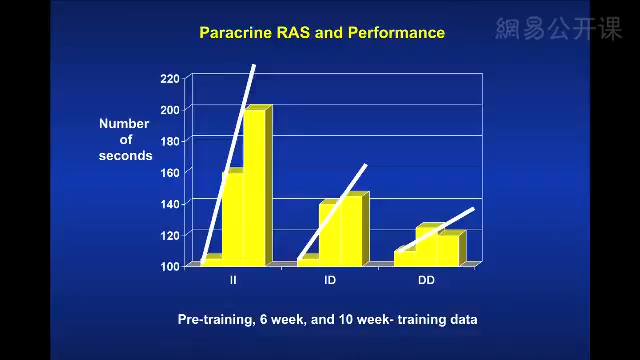 網易公开课
Paracrine RAS and Performance
Number
of
seconds
220
200
180
160
140
120
100
II ID DD
Pre-training, 6 week, and 10 week- training data